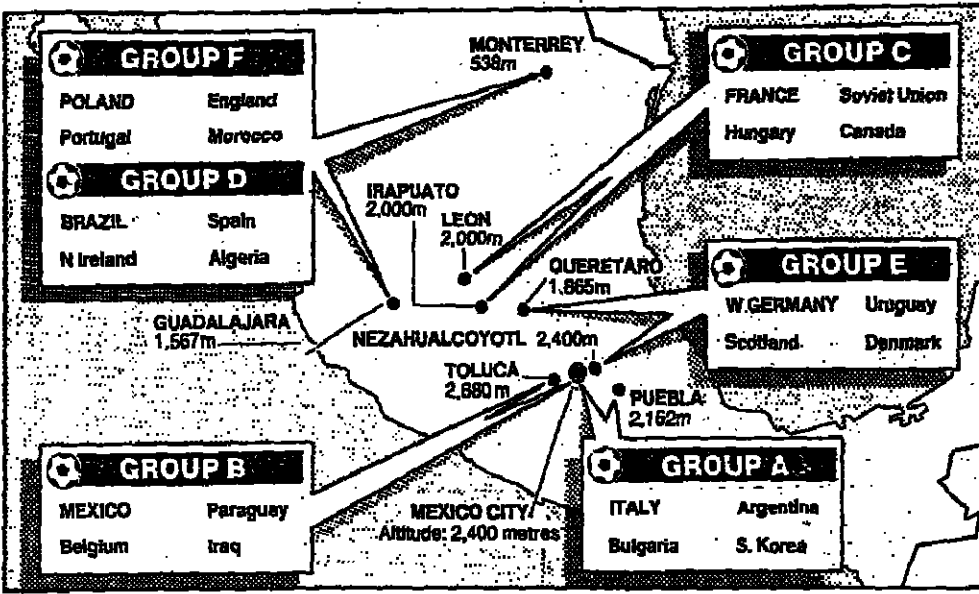 GROUP F
POLAND England
Portugal Morocco
GROUP D
BRAZIL Spain
N Ireland Algeria
MONTERREY
538m
GROUP C
FRANCE Soviet Union
Hungary Canada
IRAPUATO
2,000m
LEON
2,000m
QUERETARO
1,865m
GROUP E
W.GERMANY Uruguay
Scotland Denmark
GUADALAJARA
1,567m
NEZAHUALCOYOTL 2,400m
TOLUCA
2,680m
PUEBLA
2,162m
GROUP B
MEXICO Paraguay
Belgium Iraq
MEXICO CITY
Altitude: 2,400 metres
GROUP A
ITALY Argentina
Bulgaria S. Korea